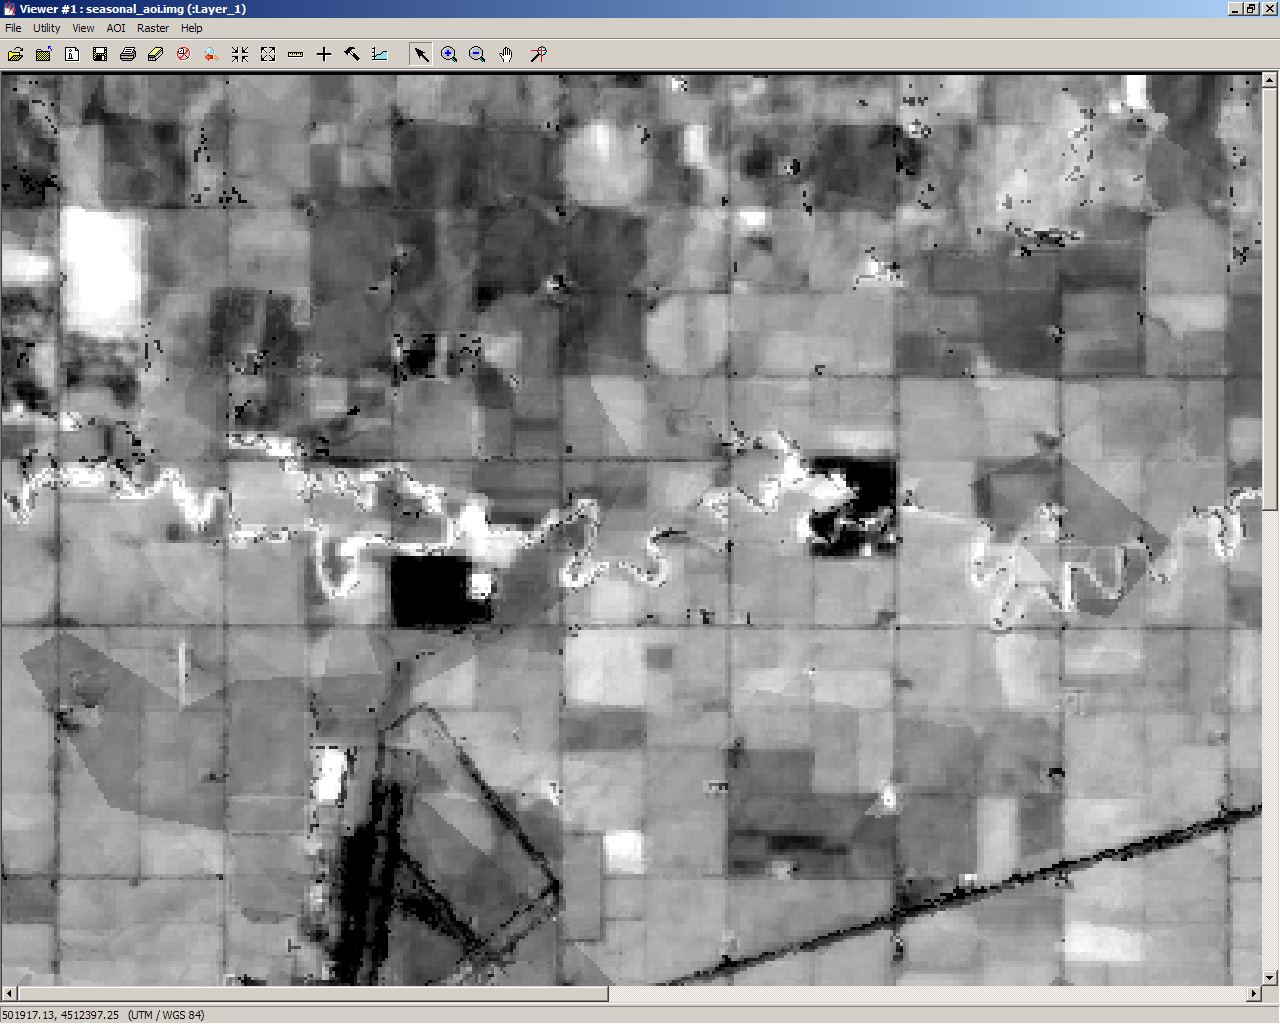 Viewer #1 : seasonal_aoi.img (:Layer_1)
File Utility View AOI Raster Help
501917.13, 4512397.25 (UTM / WGS 84)